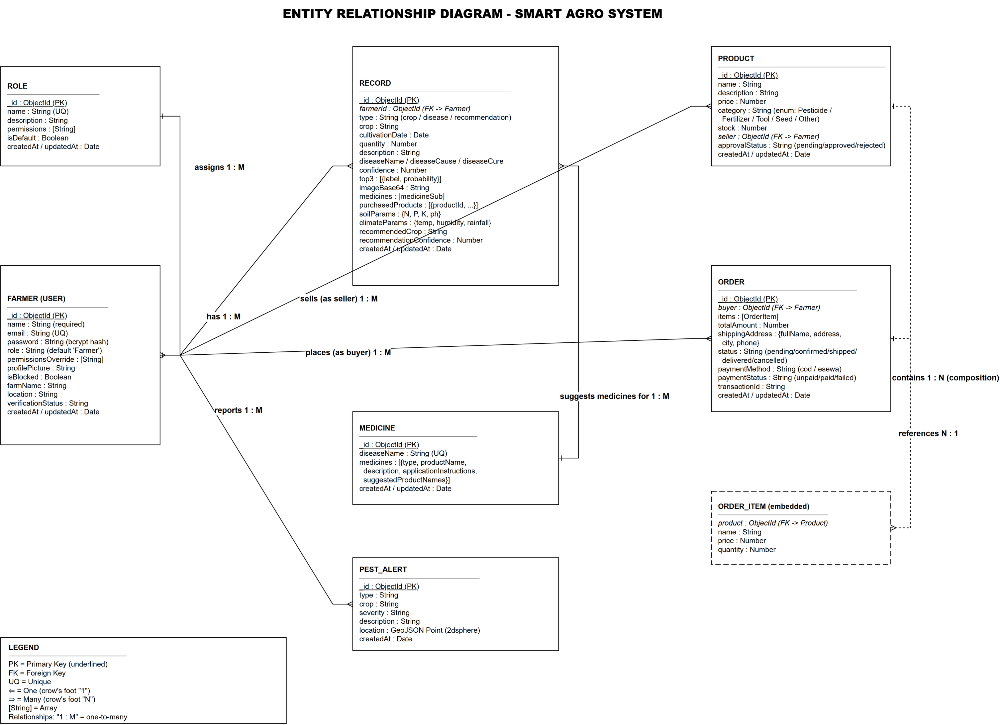 ENTITY RELATIONSHIP DIAGRAM - SMART AGRO SYSTEM
ROLE
_id : ObjectId (PK)
name : String (UQ)
description : String
permissions : [String]
isDefault : Boolean
createdAt / updatedAt : Date
assigns 1 : M
RECORD
_id : ObjectId (PK)
farmerId : ObjectId (FK -> Farmer)
type : String (crop / disease / recommendation)
crop : String
cultivationDate : Date
quantity : Number
description : String
diseaseName / diseaseCause / diseaseCure
confidence : Number
top3 : [{label, probability}]
imageBase64 : String
medicines : [medicineSub]
purchasedProducts : [{productId, ...}]
soilParams : {N, P, K, ph}
climateParams : {temp, humidity, rainfall}
recommendedCrop : String
recommendationConfidence : Number
createdAt / updatedAt : Date
PRODUCT
_id : ObjectId (PK)
name : String
description : String
price : Number
category : String (enum: Pesticide /
Fertilizer / Tool / Seed / Other)
stock : Number
seller : ObjectId (FK -> Farmer)
approvalStatus : String (pending/approved/rejected)
createdAt / updatedAt : Date
FARMER (USER)
_id : ObjectId (PK)
name : String (required)
email : String (UQ)
password : String (bcrypt hash)
role : String (default 'Farmer')
permissionsOverride : [String]
profilePicture : String
isBlocked : Boolean
farmName : String
location : String
verificationStatus : String
createdAt / updatedAt : Date
sells (as seller) 1 : M
has 1 : M
places (as buyer) 1 : M
reports 1 : M
ORDER
_id : ObjectId (PK)
buyer : ObjectId (FK -> Farmer)
items : [OrderItem]
totalAmount : Number
shippingAddress : {fullName, address,
city, phone}
status : String (pending/confirmed/shipped/
delivered/cancelled)
paymentMethod : String (cod / esewa)
paymentStatus : String (unpaid/paid/failed)
transactionId : String
createdAt / updatedAt : Date
contains 1 : N (composition)
suggests medicines for 1 : M
references N : 1
MEDICINE
_id : ObjectId (PK)
diseaseName : String (UQ)
medicines : [{type, productName,
description, applicationInstructions,
suggestedProductNames}]
createdAt / updatedAt : Date
ORDER_ITEM (embedded)
product : ObjectId (FK -> Product)
name : String
price : Number
quantity : Number
PEST_ALERT
_id : ObjectId (PK)
type : String
crop : String
severity : String
description : String
location : GeoJSON Point (2dsphere)
createdAt : Date
LEGEND
PK = Primary Key (underlined)
FK = Foreign Key
UQ = Unique
⇐ = One (crow's foot "1")
⇒ = Many (crow's foot "N")
[String] = Array
Relationships: "1 : M" = one-to-many